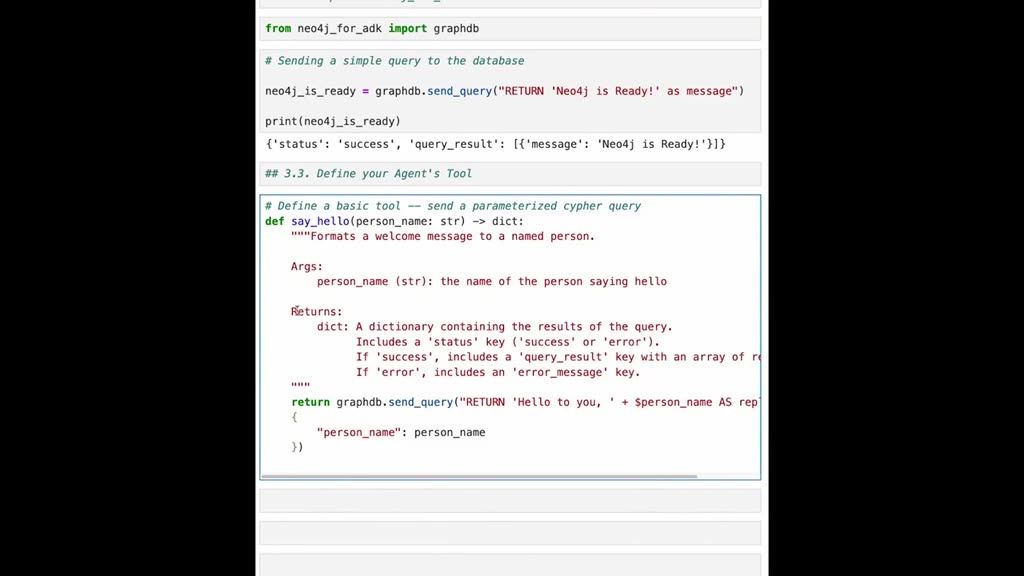 from neo4j_for_adk import graphdb
# Sending a simple query to the database
neo4j_is_ready = graphdb.send_query("RETURN 'Neo4j is Ready!' as message")
print(neo4j_is_ready)
{'status': 'success', 'query_result': [{'message': 'Neo4j is Ready!'}]}
## 3.3. Define your Agent's Tool
# Define a basic tool -- send a parameterized cypher query
def say_hello(person_name: str) -> dict:
"""Formats a welcome message to a named person.
Args:
person_name (str): the name of the person saying hello
Returns:
dict: A dictionary containing the results of the query.
Includes a 'status' key ('success' or 'error').
If 'success', includes a 'query_result' key with an array of
If 'error', includes an 'error_message' key.
"""
return graphdb.send_query("RETURN 'Hello to you, ' + $person_name AS
{
"person_name": person_name
})